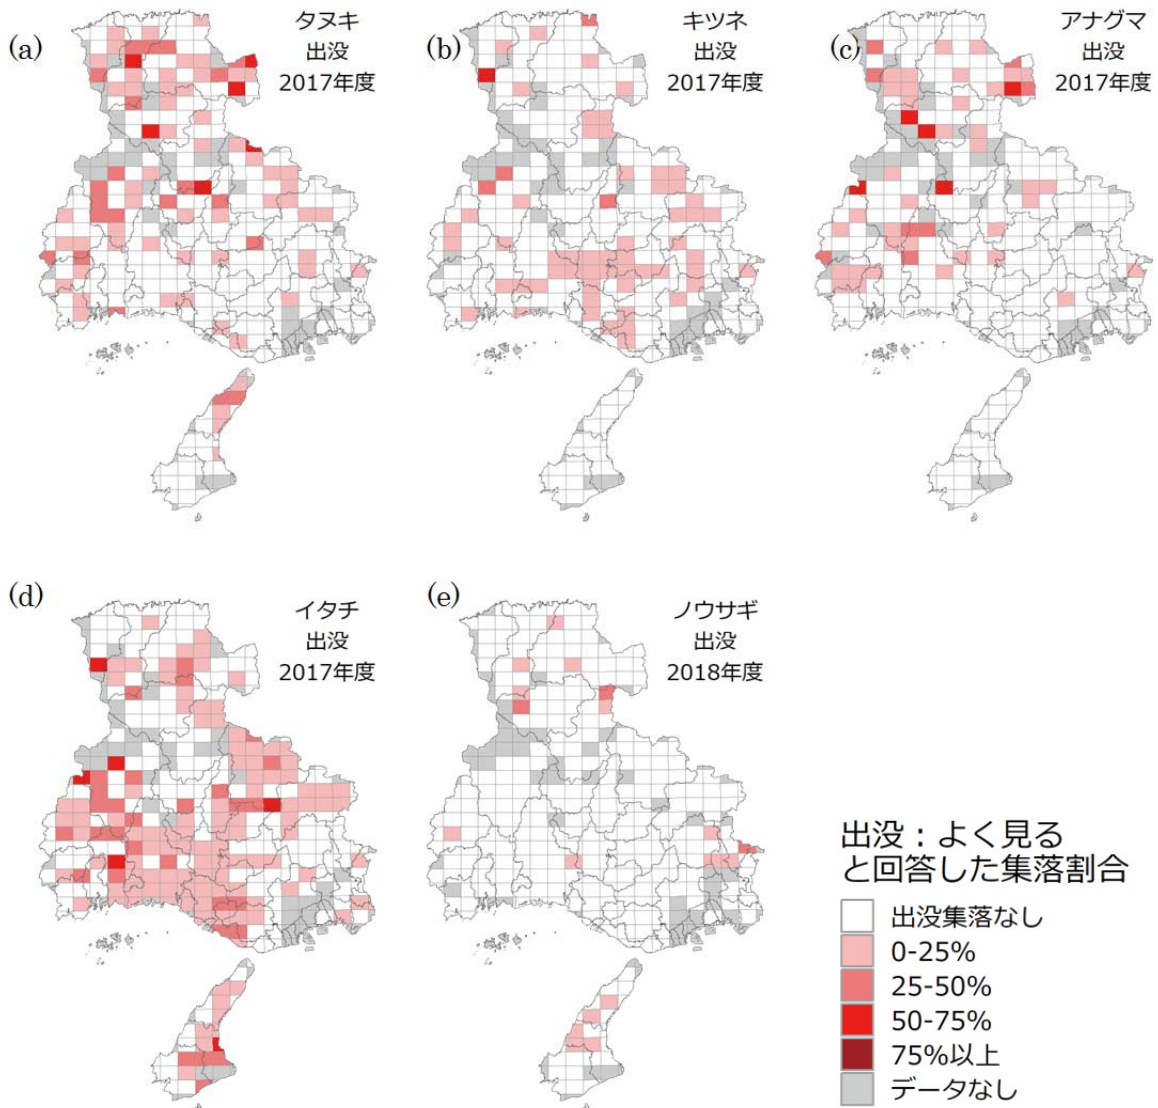 (a)
タヌキ
出没
2017年度
(b)
キツネ
出没
2017年度
(c)
アナグマ
出没
2017年度
(d)
イタチ
出没
2017年度
(e)
ノウサギ
出没
2018年度
出没：よく見る
と回答した集落割合
出没集落なし
0-25%
25-50%
50-75%
75%以上
データなし